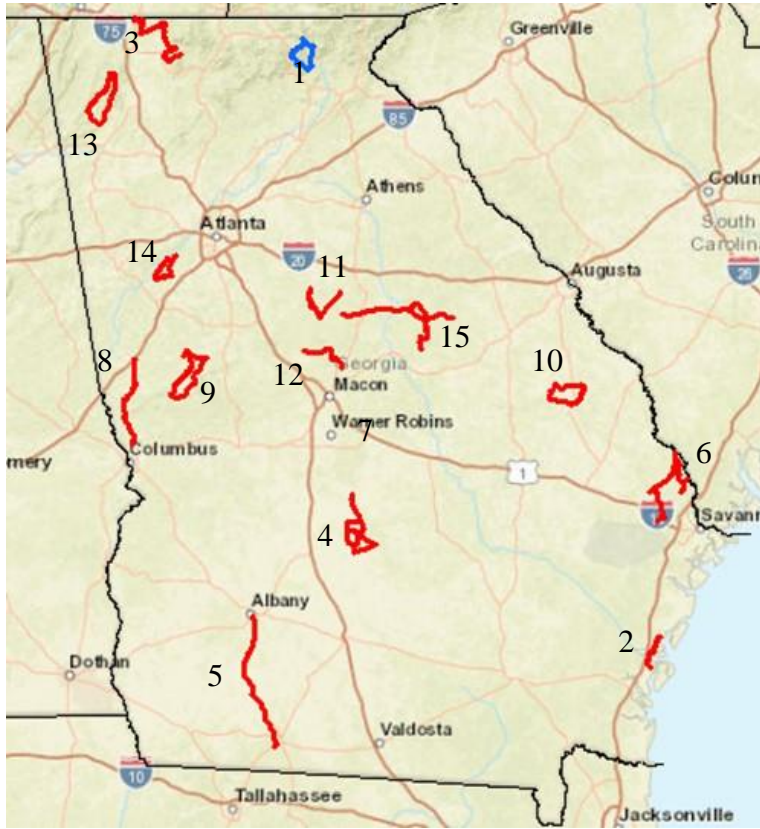 Greenville
75
3
1
85
13
Colun
Athens
South
Carolina
Atlanta
14
20
11
Augusta
26
15
8
Georgia
12
10
9
Macon
Warner Robins
7
mery
Columbus
1
6
4
Savann
Albany
2
Dothan
5
Valdosta
10
Tallahassee
Jacksonville